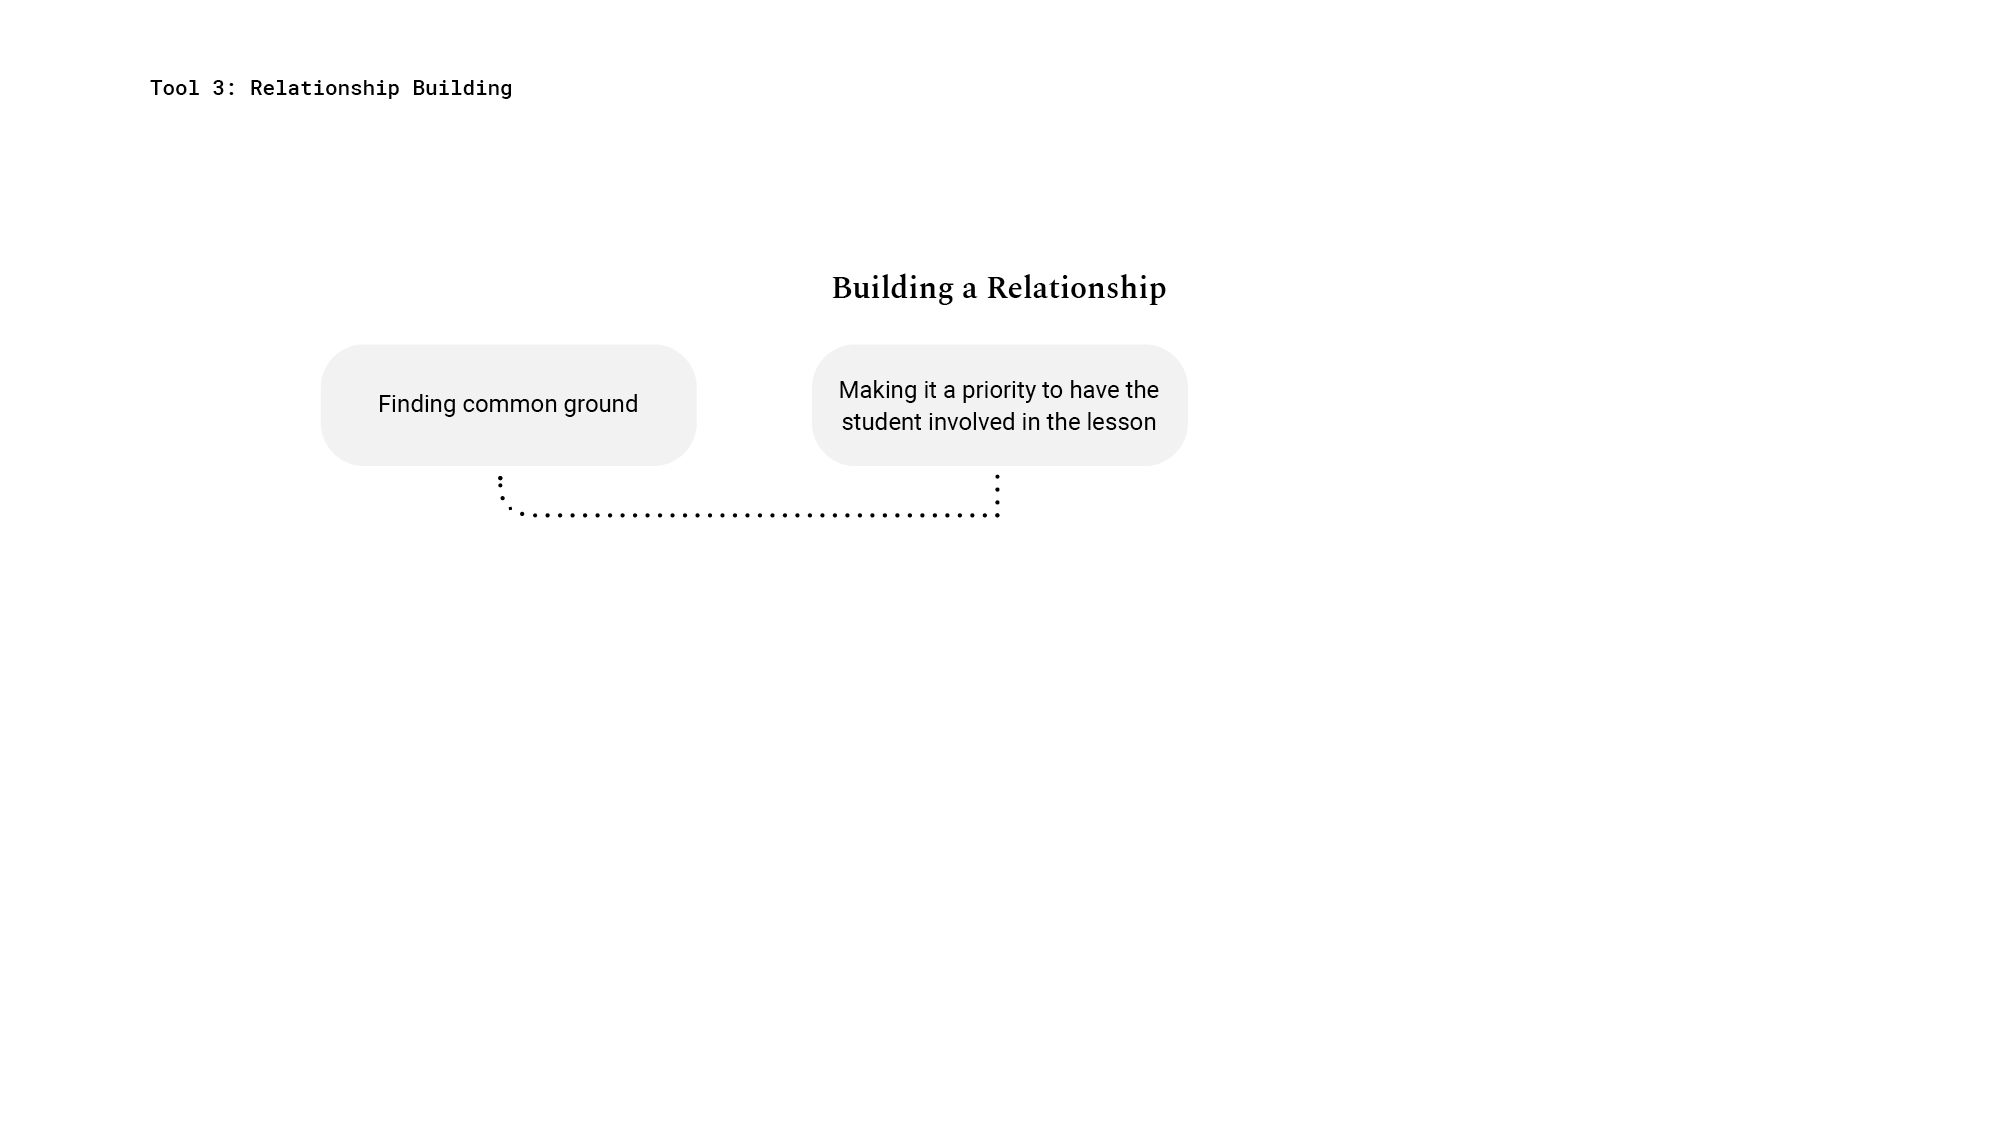 Tool 3: Relationship Building
Building a Relationship
Finding common ground
Making it a priority to have the
student involved in the lesson